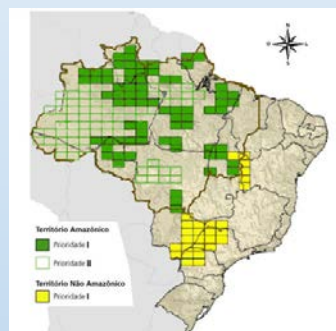 N
S
Território Amazônico
Prioridade I
Prioridade II
Território Não Amazônico
Prioridade I